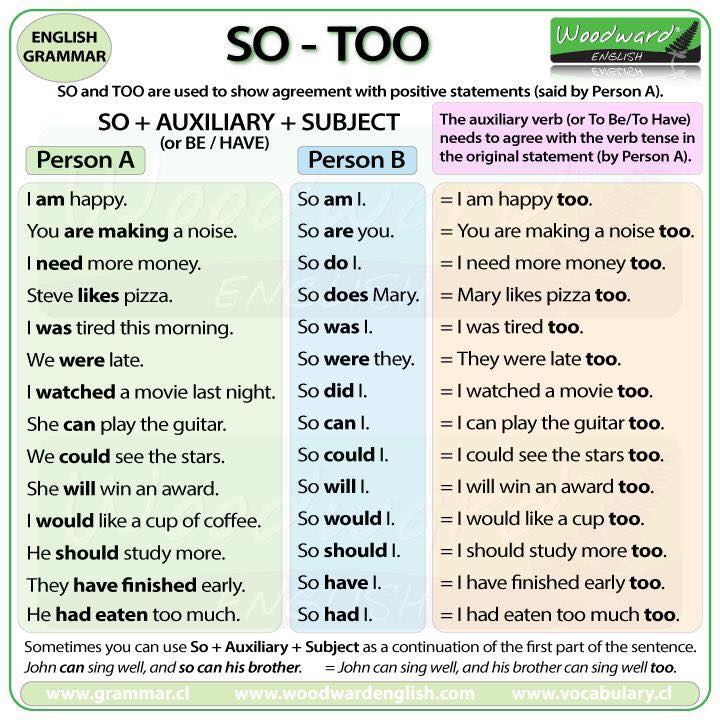 ENGLISH
GRAMMAR
SO - TOO
Woodward®
ENGLISH
SO and TOO are used to show agreement with positive statements (said by Person A).
SO + AUXILIARY + SUBJECT
(or BE / HAVE)
The auxiliary verb (or To Be/To Have)
needs to agree with the verb tense in
the original statement (by Person A).
Person A Person B
I am happy. So am I. = I am happy too.
You are making a noise. So are you. = You are making a noise too.
I need more money. So do I. = I need more money too.
Steve likes pizza. So does Mary. = Mary likes pizza too.
I was tired this morning. So was I. = I was tired too.
We were late. So were they. = They were late too.
I watched a movie last night. So did I. = I watched a movie too.
She can play the guitar. So can I. = I can play the guitar too.
We could see the stars. So could I. = I could see the stars too.
She will win an award. So will I. = I will win an award too.
I would like a cup of coffee. So would I. = I would like a cup too.
He should study more. So should I. = I should study more too.
They have finished early. So have I. = I have finished early too.
He had eaten too much. So had I. = I had eaten too much too.
Sometimes you can use So + Auxiliary + Subject as a continuation of the first part of the sentence.
John can sing well, and so can his brother. = John can sing well, and his brother can sing well too.
www.grammar.cl www.woodwardenglish.com www.vocabulary.cl